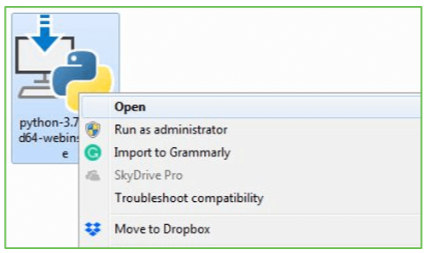 python-3.7
d64-webins
e
Open
Run as administrator
Import to Grammarly
SkyDrive Pro
Troubleshoot compatibility
Move to Dropbox